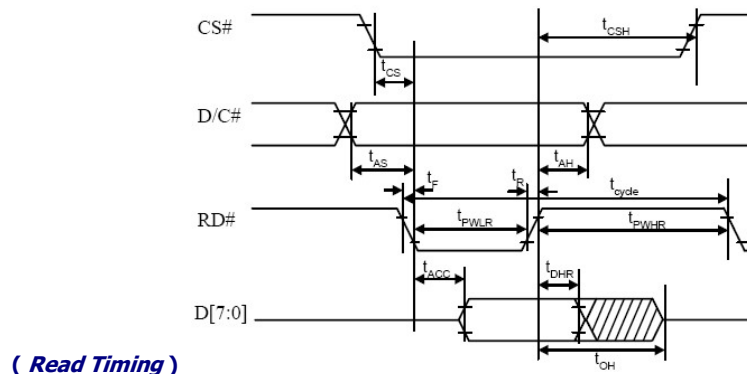 CS#
tCSH
tCS
D/C#
tAS
tF
tR
tAH
tcycle
RD#
tPWLR
tPWHR
tACC
tDHR
D[7:0]
tOH
( Read Timing )